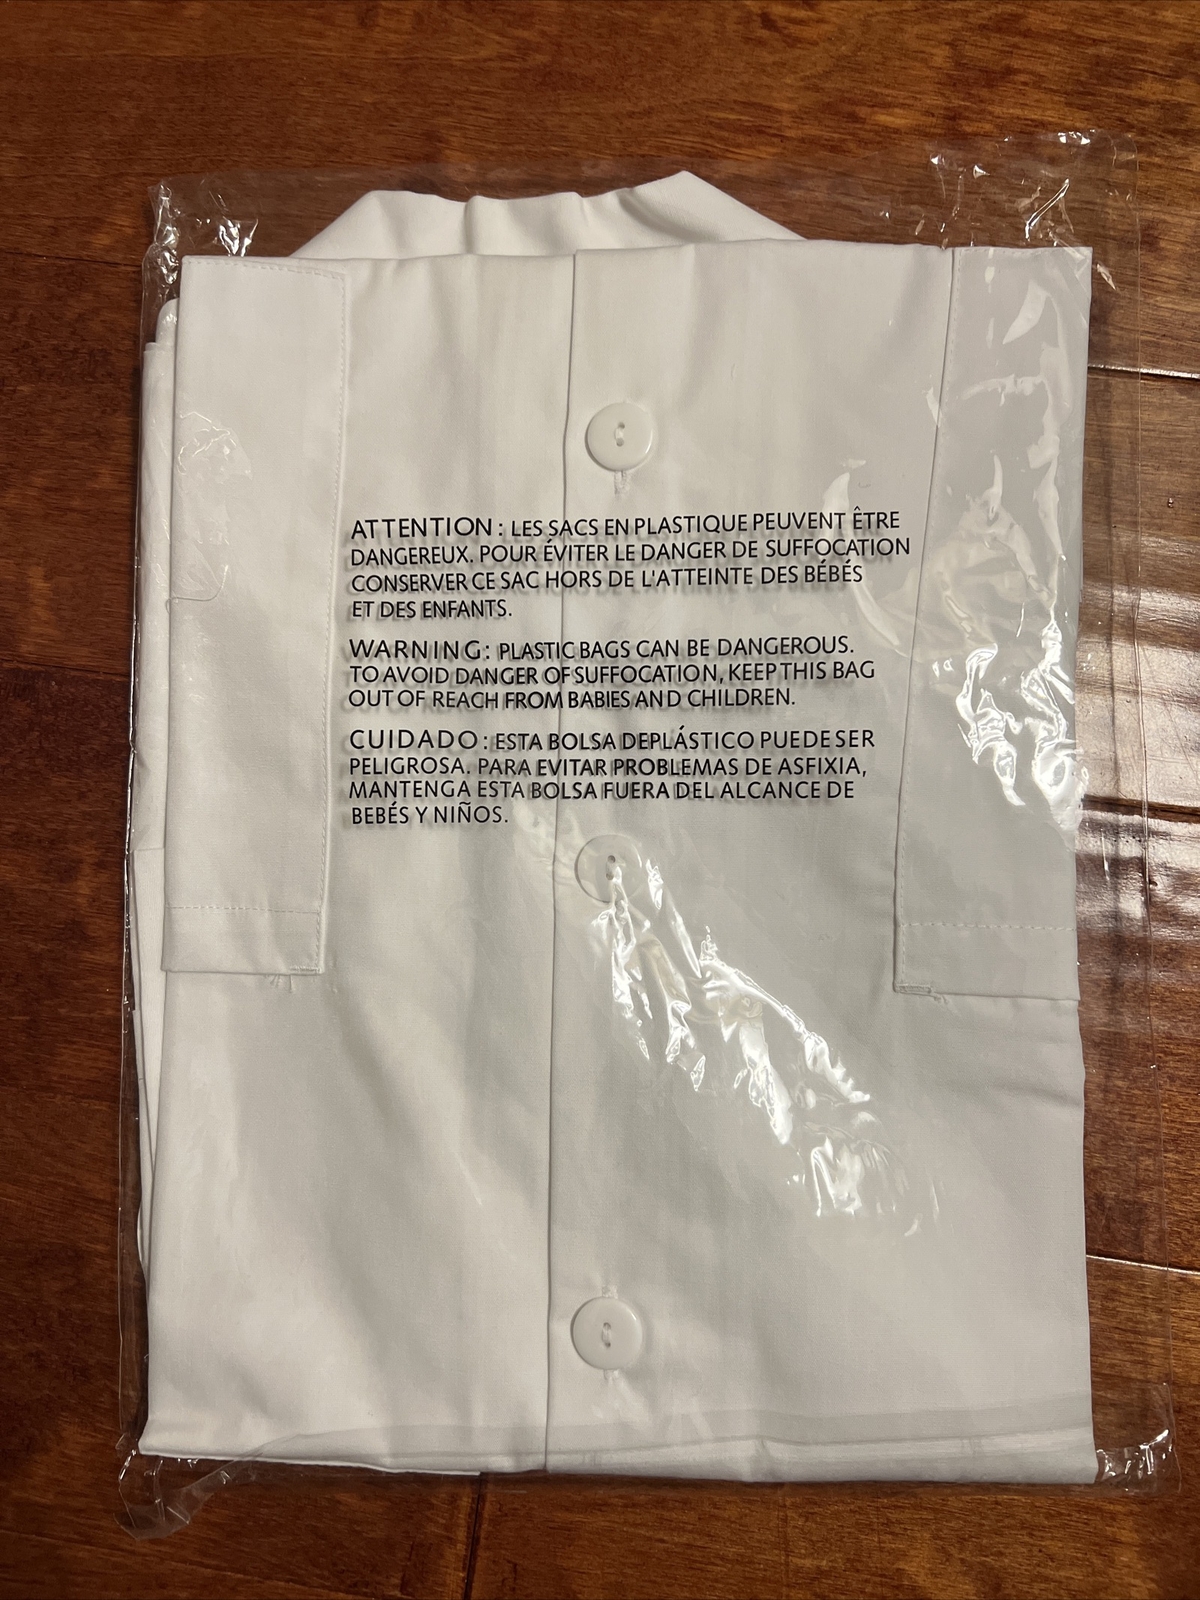 ATTENTION : LES SACS EN PLASTIQUE PEUVENT ÊTRE
DANGEREUX. POUR ÉVITER LE DANGER DE SUFFOCATION
CONSERVER CE SAC HORS DE L'ATTEINTE DES BÉBÉS
ET DES ENFANTS.
WARNING: PLASTIC BAGS CAN BE DANGEROUS.
TO AVOID DANGER OF SUFFOCATION, KEEP THIS BAG
OUT OF REACH FROM BABIES AND CHILDREN.
CUIDADO : ESTA BOLSA DE PLÁSTICO PUEDE SER
PELIGROSA. PARA EVITAR PROBLEMAS DE ASFIXIA,
MANTENGA ESTA BOLSA FUERA DEL ALCANCE DE
BEBÉS Y NIÑOS.